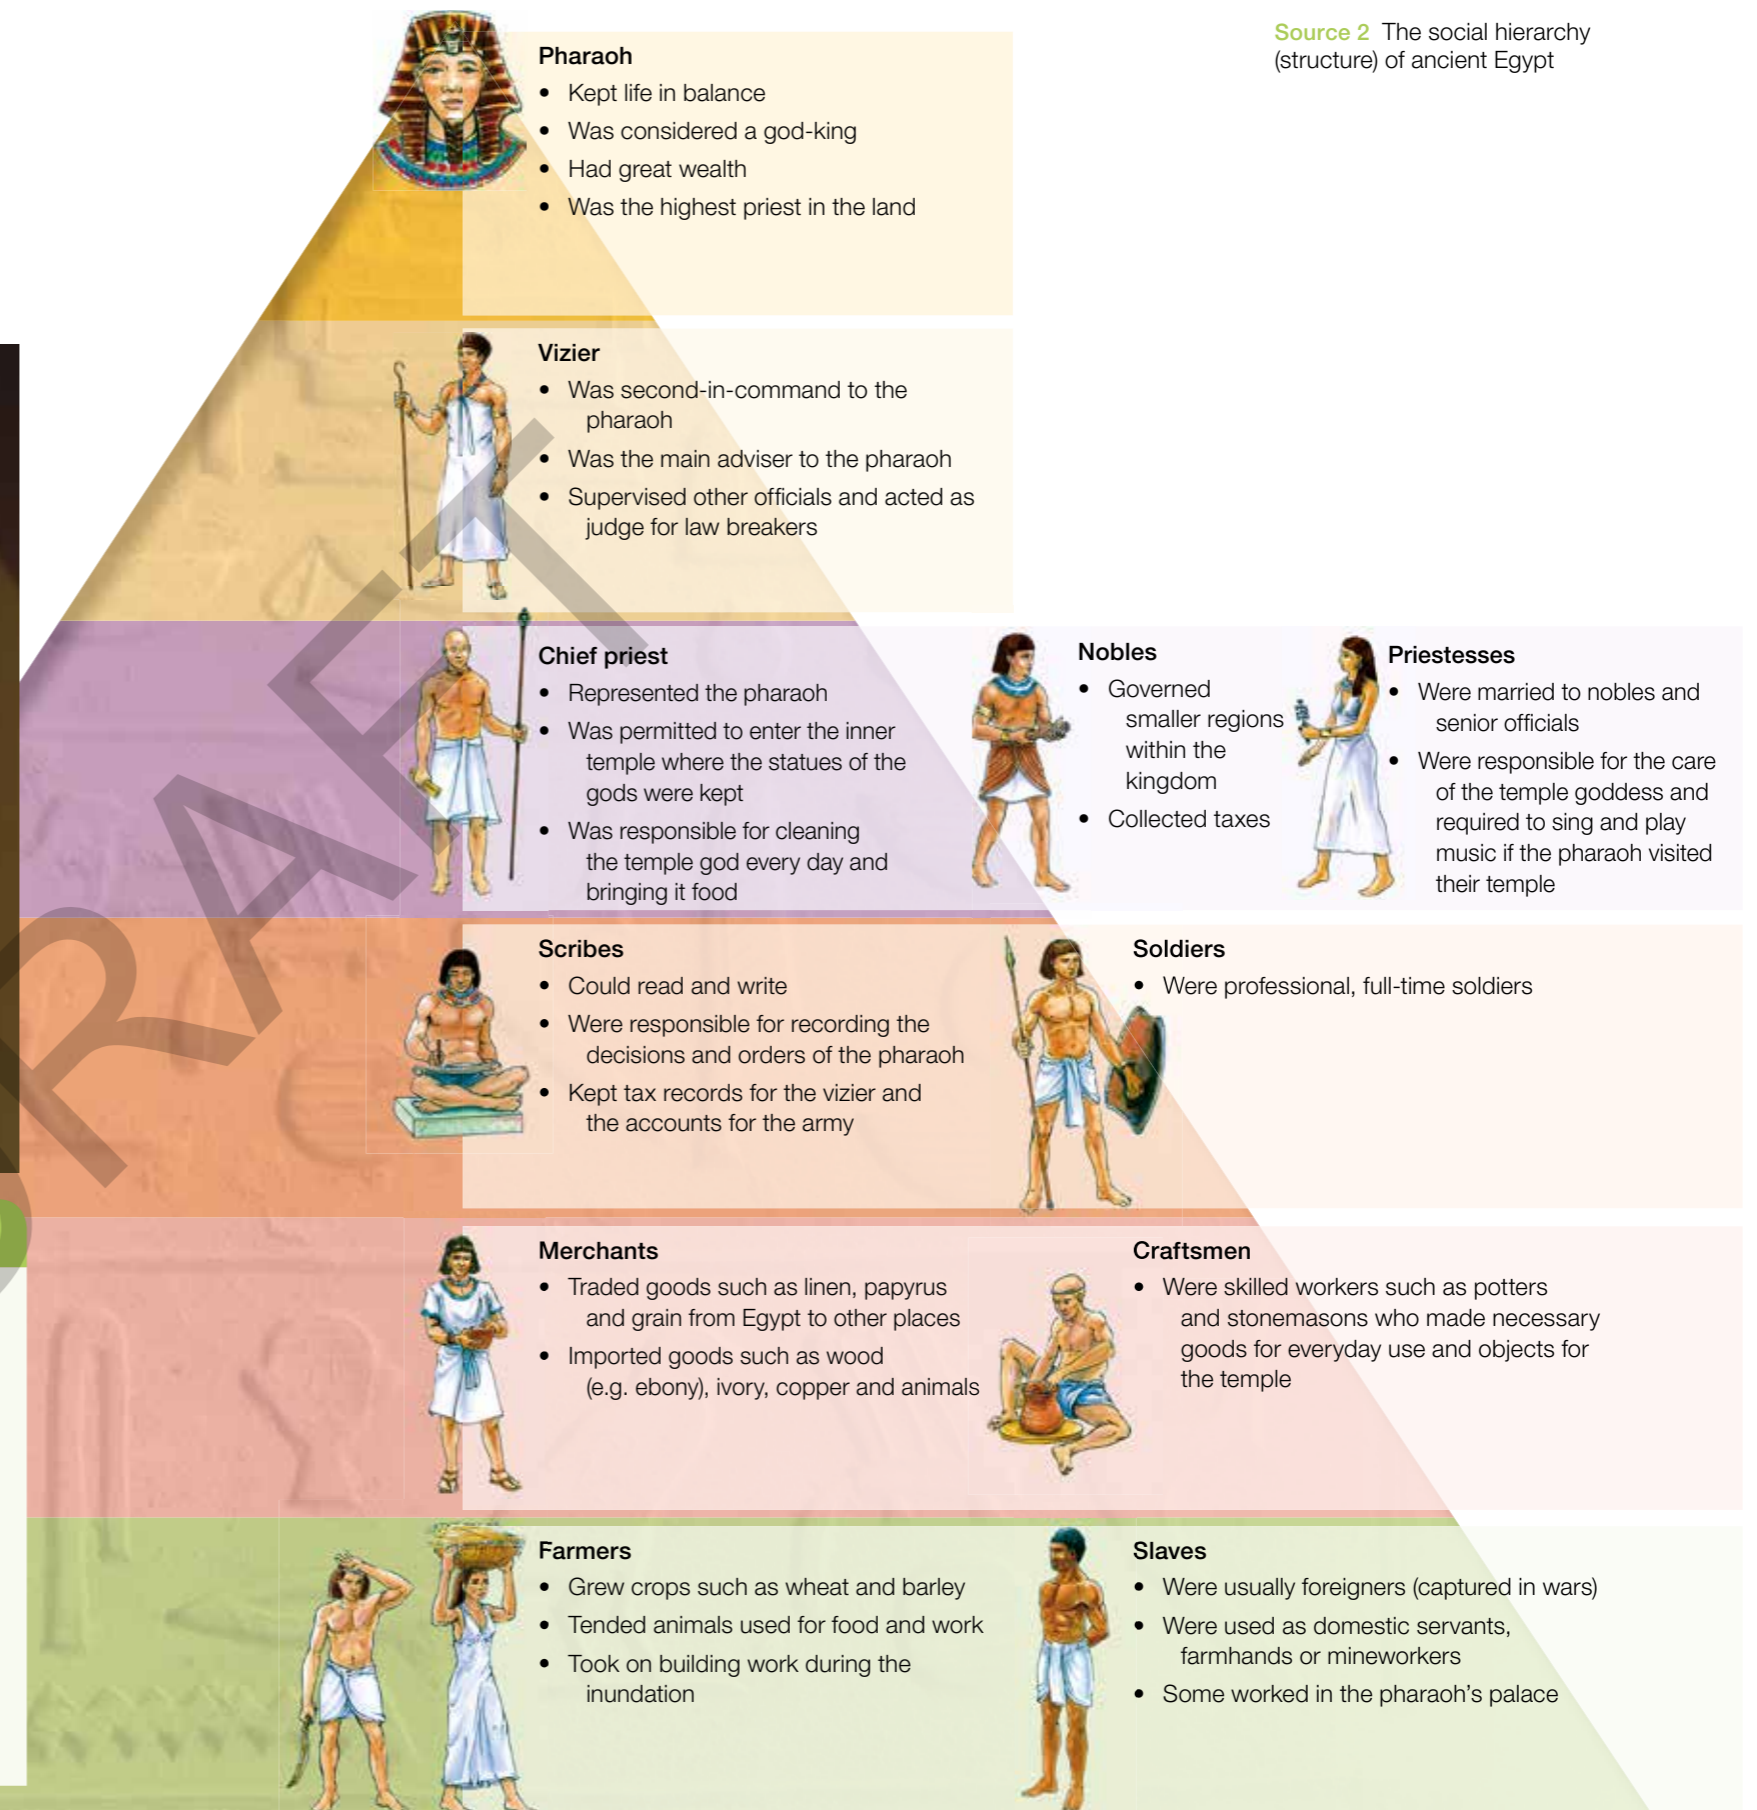 Source 2 The social hierarchy
(structure) of ancient Egypt
Pharaoh
• Kept life in balance
• Was considered a god-king
• Had great wealth
• Was the highest priest in the land
Vizier
• Was second-in-command to the
pharaoh
• Was the main adviser to the pharaoh
• Supervised other officials and acted as
judge for law breakers
Chief priest
• Represented the pharaoh
• Was permitted to enter the inner
temple where the statues of the
gods were kept
• Was responsible for cleaning
the temple god every day and
bringing it food
Nobles
• Governed
smaller regions
within the
kingdom
• Collected taxes
Priestesses
• Were married to nobles and
senior officials
• Were responsible for the care
of the temple goddess and
required to sing and play
music if the pharaoh visited
their temple
Scribes
• Could read and write
• Were responsible for recording the
decisions and orders of the pharaoh
• Kept tax records for the vizier and
the accounts for the army
Soldiers
• Were professional, full-time soldiers
Merchants
• Traded goods such as linen, papyrus
and grain from Egypt to other places
• Imported goods such as wood
(e.g. ebony), ivory, copper and animals
Craftsmen
• Were skilled workers such as potters
and stonemasons who made necessary
goods for everyday use and objects for
the temple
Farmers
• Grew crops such as wheat and barley
• Tended animals used for food and work
• Took on building work during the
inundation
Slaves
• Were usually foreigners (captured in wars)
• Were used as domestic servants,
farmhands or mineworkers
• Some worked in the pharaoh's palace
DRAFT